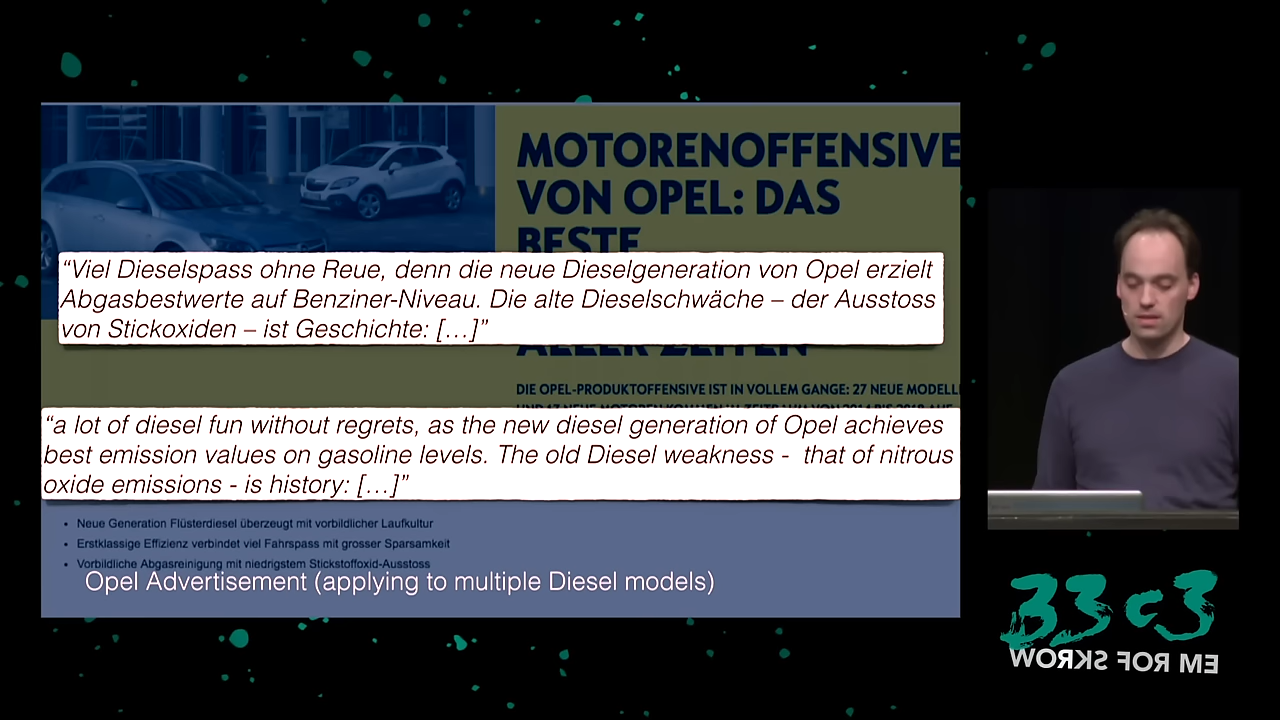 MOTORENOFFENSIVE
VON OPEL: DAS
BESTE
“Viel Dieselspass ohne Reue, denn die neue Dieselgeneration von Opel erzielt
Abgasbestwerte auf Benziner-Niveau. Die alte Dieselschwäche – der Ausstoss
von Stickoxiden – ist Geschichte: […]”
ALLER ZEITEN
DIE OPEL-PRODUKTOFFENSIVE IST IN VOLLEM GANGE: 27 NEUE MODELL
“a lot of diesel fun without regrets, as the new diesel generation of Opel achieves
best emission values on gasoline levels. The old Diesel weakness - that of nitrous
oxide emissions - is history: […]”
• Neue Generation Flüsterdiesel überzeugt mit vorbildlicher Laufkultur
• Erstklassige Effizienz verbindet viel Fahrspass mit grosser Sparsamkeit
• Vorbildliche Abgasreinigung mit niedrigstem Stickstoffoxid-Ausstoss
Opel Advertisement (applying to multiple Diesel models)
33c3
WORKS FOR ME